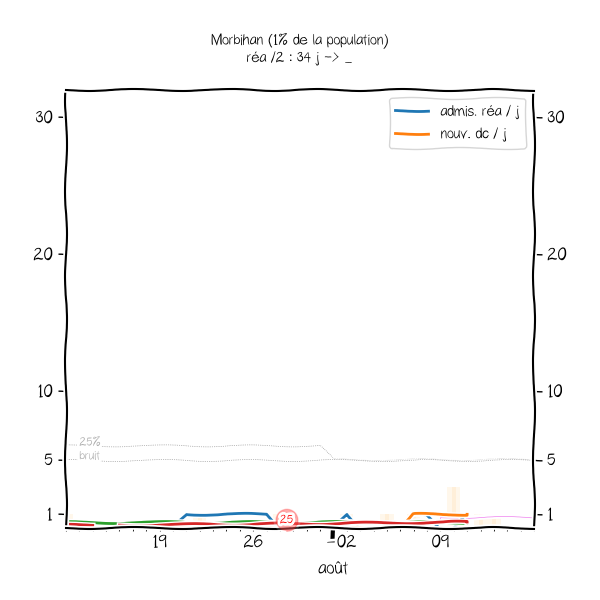 Morbihan (1% de la population)
réa /2 : 34 j -> _
admis. réa / j
nouv. dc / j
30
30
20
20
10
10
25%
bruit
5
5
1
1
25
19
26
02
09
août